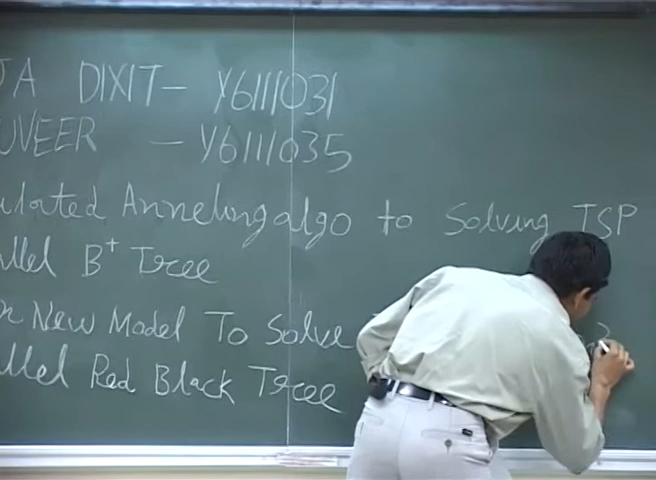 JA DIXIT - Y6111031
UVEER - Y6111035
ulated Anneling algo to Solving TSP
llel B+ Tree
New Model To Solve
llel Red Black Tree